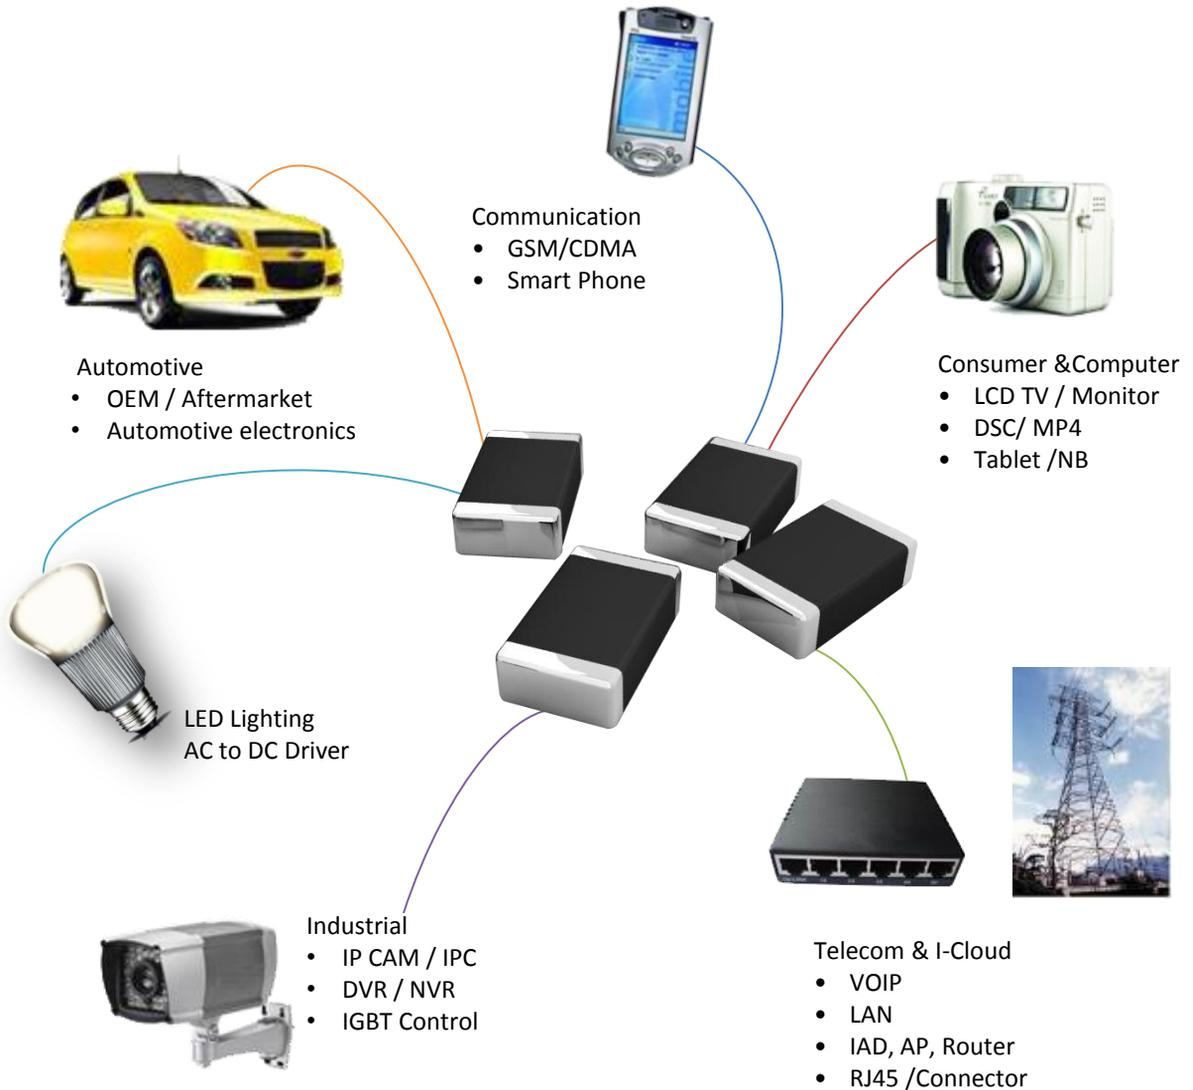 mobile
Communication
• GSM/CDMA
• Smart Phone
Automotive
• OEM / Aftermarket
• Automotive electronics
Consumer &Computer
• LCD TV / Monitor
• DSC/ MP4
• Tablet /NB
LED Lighting
AC to DC Driver
Industrial
• IP CAM / IPC
• DVR / NVR
• IGBT Control
Telecom & I-Cloud
• VOIP
• LAN
• IAD, AP, Router
• RJ45 /Connector